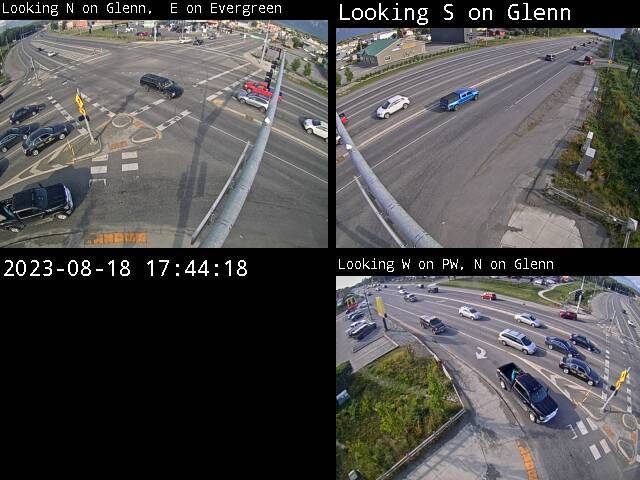 Looking N on Glenn,  E on Evergreen
Looking S on Glenn
2023-08-18 17:44:18
Looking W on PW, N on Glenn